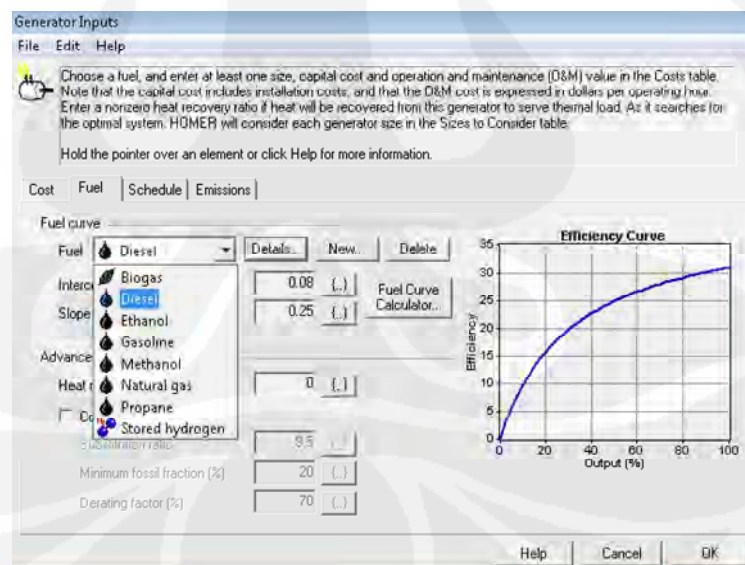 Generator Inputs
File Edit Help
Choose a fuel, and enter at least one size, capital cost and operation and maintenance (O&M) value in the Costs table.
Note that the capital cost includes installation costs, and that the O&M cost is expressed in dollars per operating hour.
Enter a nonzero heat recovery ratio if heat will be recovered from this generator to serve thermal load. As it searches for
the optimal system, HOMER will consider each generator size in the Sizes to Consider table.
Hold the pointer over an element or click Help for more information.
Cost Fuel Schedule Emissions
Fuel curve
Fuel Diesel Details.. New.. Delete
Interc 0.08 {..}
Slope 0.25 {..}
Fuel Curve
Calculator...
Biogas
Diesel
Ethanol
Gasoline
Methanol
Natural gas
Propane
Stored hydrogen
Advance
Heat r 0 {..}
Co
Substitution ratio 9.5 {..}
Minimum fossil fraction (%) 20 {..}
Derating factor (%) 70 {..}
Efficiency Curve
Efficiency
35
30
25
20
15
10
5
0
0 20 40 60 80 100
Output (%)
Help Cancel OK